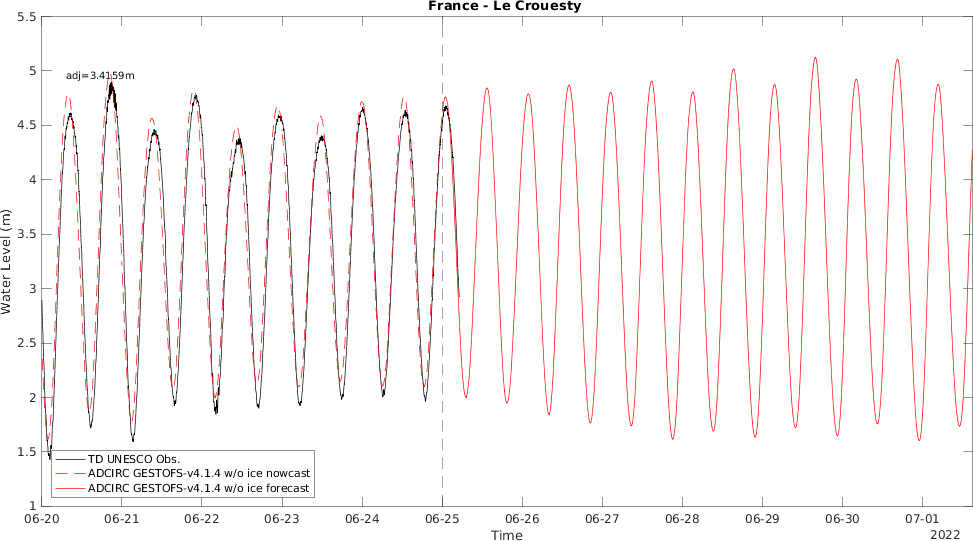 France - Le Crouesty
5.5
5
4.5
4
3.5
3
2.5
2
1.5
1
Water Level (m)
adj=3.4159m
TD UNESCO Obs.
ADCIRC GESTOFS-v4.1.4 w/o ice nowcast
ADCIRC GESTOFS-v4.1.4 w/o ice forecast
06-20 06-21 06-22 06-23 06-24 06-25 06-26 06-27 06-28 06-29 06-30 07-01
2022
Time